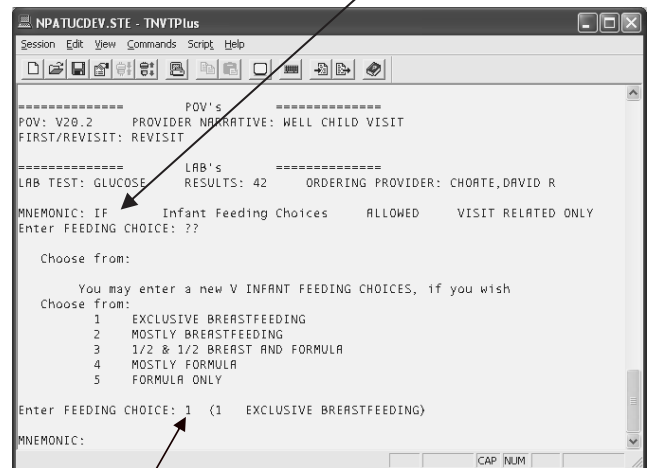 NPATUCDEV.STE - TNVTPlus
Session Edit View Commands Script Help
============== POV's ==============
POV: V20.2 PROVIDER NARRATIVE: WELL CHILD VISIT
FIRST/REVISIT: REVISIT
============== LAB's ==============
LAB TEST: GLUCOSE RESULTS: 42 ORDERING PROVIDER: CHOATE,DAVID R
MNEMONIC: IF Infant Feeding Choices ALLOWED VISIT RELATED ONLY
Enter FEEDING CHOICE: ??
Choose from:
You may enter a new V INFANT FEEDING CHOICES, if you wish
Choose from:
1 EXCLUSIVE BREASTFEEDING
2 MOSTLY BREASTFEEDING
3 1/2 & 1/2 BREAST AND FORMULA
4 MOSTLY FORMULA
5 FORMULA ONLY
Enter FEEDING CHOICE: 1 (1 EXCLUSIVE BREASTFEEDING)
MNEMONIC:
CAP NUM